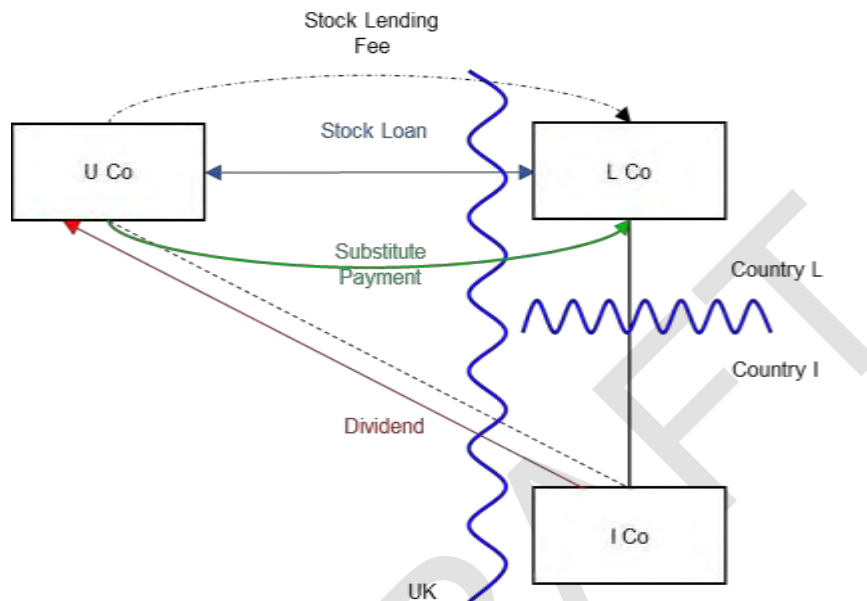 Stock Lending
Fee
Stock Loan
U Co
L Co
Substitute
Payment
Country L
Country I
Dividend
I Co
UK
DRAFT